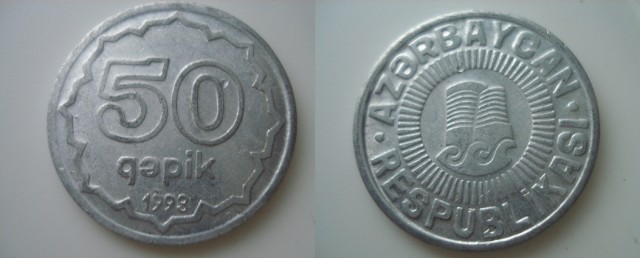 50
qəpik
1993
· AZƏRBAYCAN ·
RESPUBLİKASI